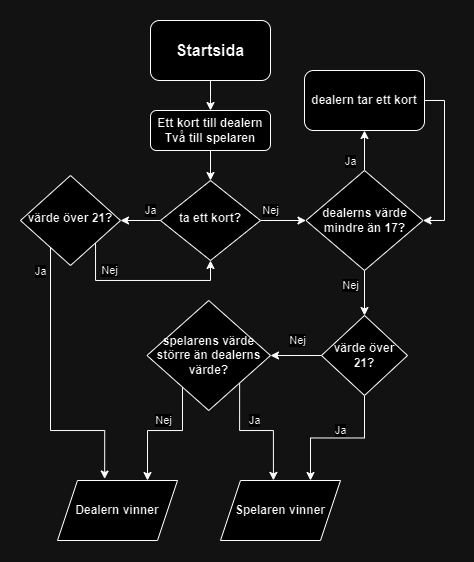 Startsida
dealern tar ett kort
Ett kort till dealern
Två till spelaren
Ja
värde över 21?
Ja
ta ett kort?
Nej
dealerns värde
mindre än 17?
Ja
Nej
Nej
spelarens värde
större än dealerns
värde?
Nej
värde över
21?
Nej
Ja
Ja
Dealern vinner
Spelaren vinner